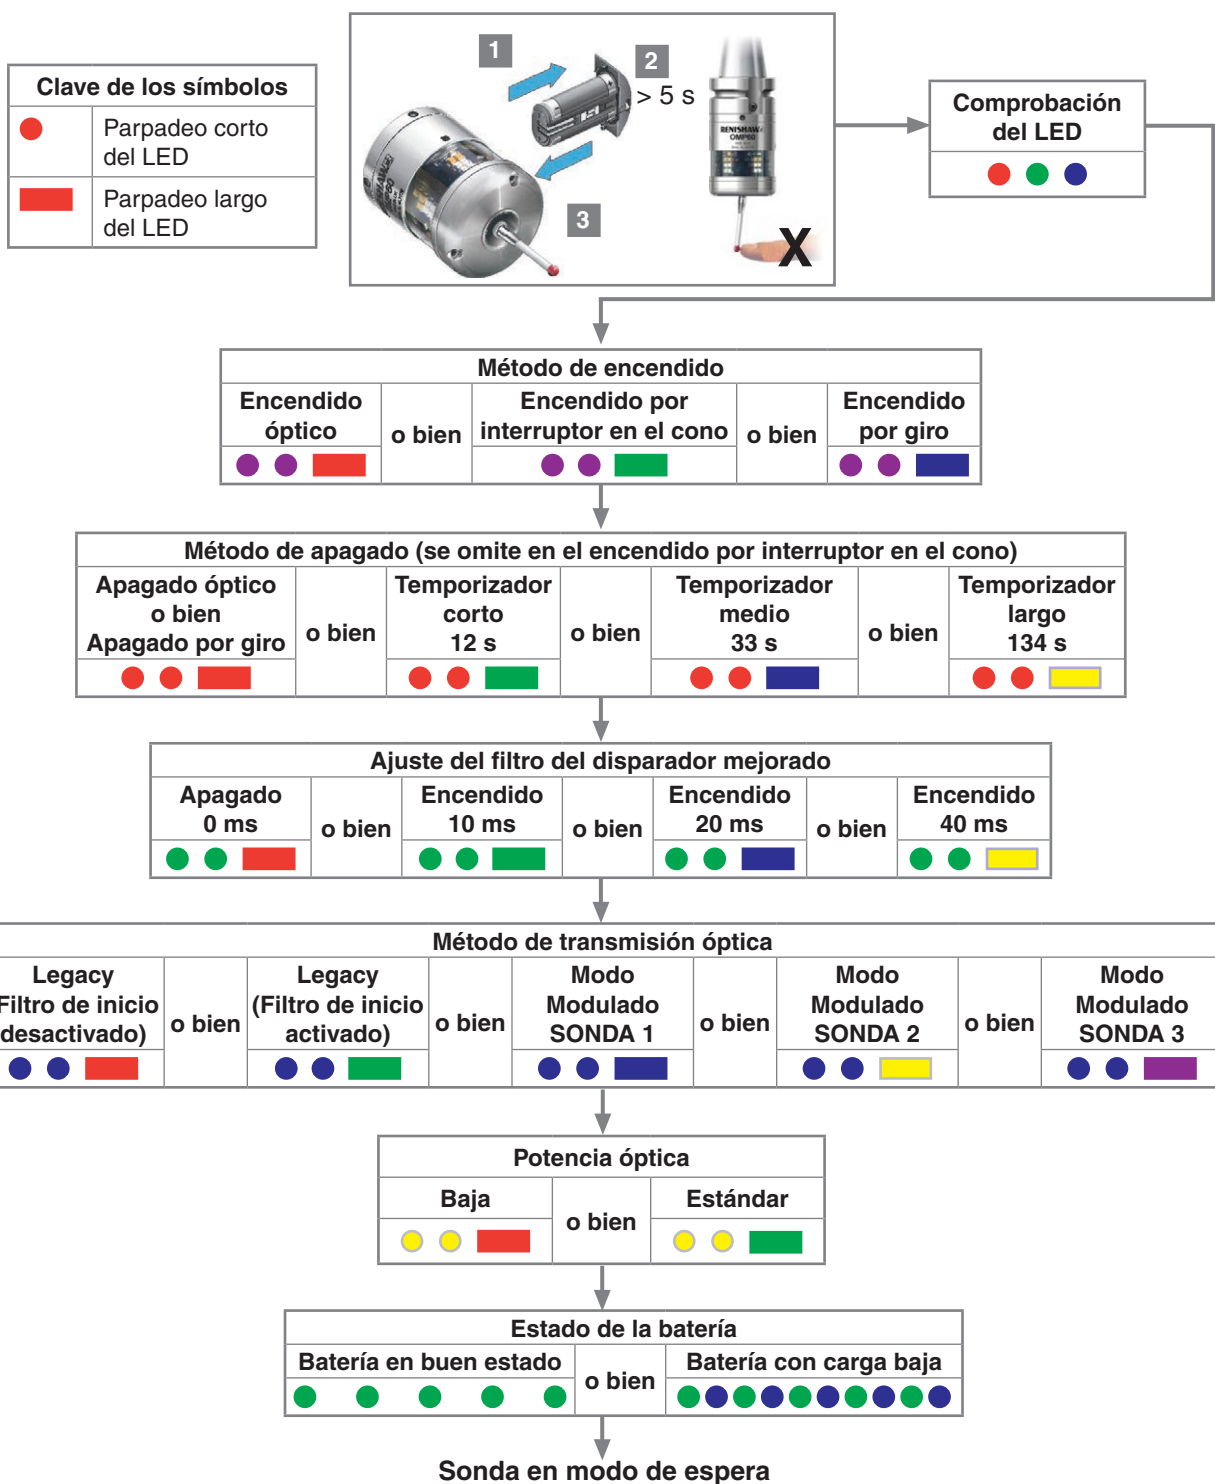 Clave de los símbolos
Parpadeo corto
del LED
Parpadeo largo
del LED
1
2
> 5 s
3
RENISHAW
OMP60
X
Comprobación
del LED
Método de encendido
Encendido
óptico
o bien
Encendido por
interruptor en el cono
o bien
Encendido
por giro
Método de apagado (se omite en el encendido por interruptor en el cono)
Apagado óptico
o bien
Apagado por giro
o bien
Temporizador
corto
12 s
o bien
Temporizador
medio
33 s
o bien
Temporizador
largo
134 s
Ajuste del filtro del disparador mejorado
Apagado
0 ms
o bien
Encendido
10 ms
o bien
Encendido
20 ms
o bien
Encendido
40 ms
Método de transmisión óptica
Legacy
Filtro de inicio
desactivado)
o bien
Legacy
(Filtro de inicio
activado)
o bien
Modo
Modulado
SONDA 1
o bien
Modo
Modulado
SONDA 2
o bien
Modo
Modulado
SONDA 3
Potencia óptica
Baja
o bien
Estándar
Estado de la batería
Batería en buen estado
o bien
Batería con carga baja
Sonda en modo de espera